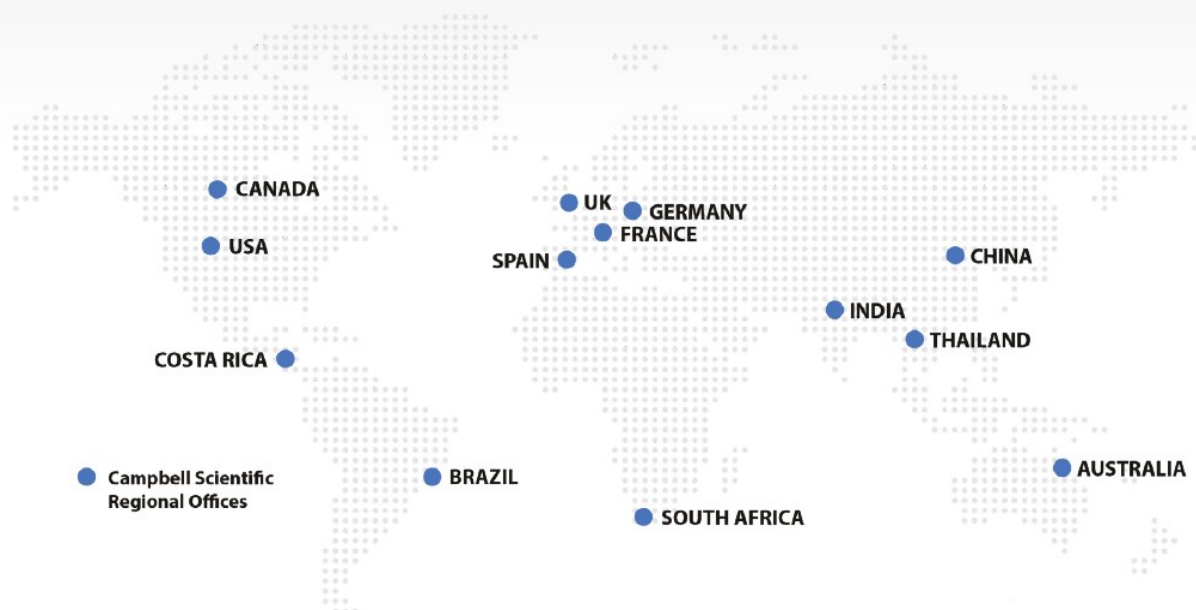 CANADA
UK
GERMANY
FRANCE
USA
SPAIN
CHINA
INDIA
THAILAND
COSTA RICA
Campbell Scientific
Regional Offices
BRAZIL
AUSTRALIA
SOUTH AFRICA